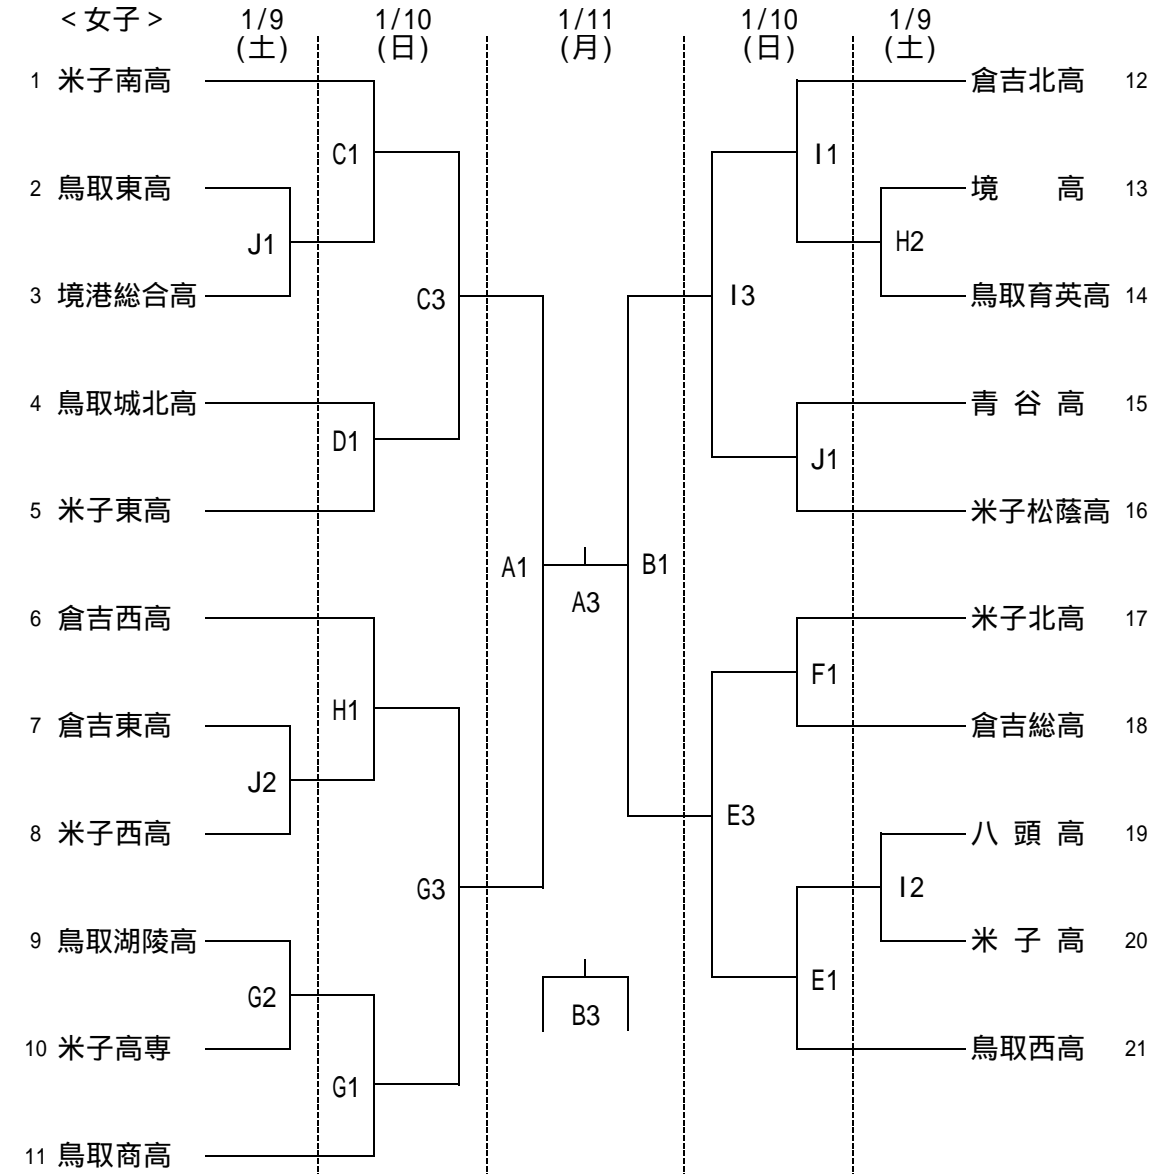 ＜女子＞ 1/9 1/10 1/11 1/10 1/9
(土) (日) (月) (日) (土)
1 米子南高 倉吉北高 12
C1 I1
2 鳥取東高 境 高 13
J1 H2
3 境港総合高 C3 I3 鳥取育英高 14
4 鳥取城北高 青谷高 15
D1 J1
5 米子東高 米子松蔭高 16
A1 B1
A3
6 倉吉西高 米子北高 17
F1
H1
7 倉吉東高 倉吉総高 18
J2
E3
8 米子西高 八頭高 19
G3 I2
9 鳥取湖陵高 米子高 20
E1
G2
B3
10 米子高専 鳥取西高 21
G1
11 鳥取商高